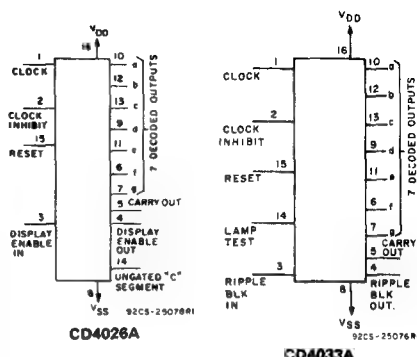 VDD
16
1
CLOCK
2
CLOCK INHIBIT
15
RESET
3
DISPLAY ENABLE IN
10 a
12 b
13 c
9 d
11 e
6 f
7 g
7 DECODED OUTPUTS
5 CARRY OUT
4
DISPLAY ENABLE OUT
14
UNGATED "C" SEGMENT
8
VSS
92CS-25078R1
CD4026A
VDD
16
1
CLOCK
2
CLOCK INHIBIT
15
RESET
14
LAMP TEST
3
RIPPLE BLK IN
10 a
12 b
13 c
9 d
11 e
6 f
7 g
7 DECODED OUTPUTS
CARRY OUT
5
4
RIPPLE BLK OUT.
8
VSS
92CS-25076R
CD4033A